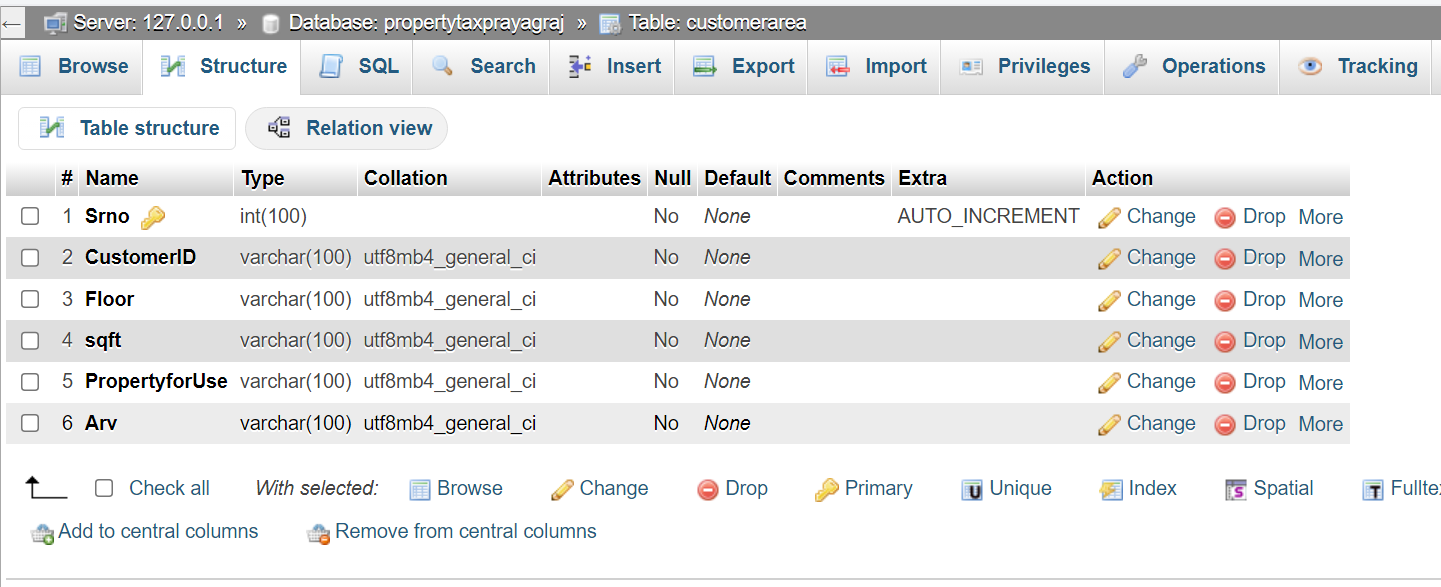 ← Server: 127.0.0.1 » Database: propertytaxprayagraj » Table: customerarea
Browse Structure SQL Search Insert Export Import Privileges Operations Tracking
Table structure Relation view
# Name Type Collation Attributes Null Default Comments Extra Action
1 Srno int(100) No None AUTO_INCREMENT Change Drop More
2 CustomerID varchar(100) utf8mb4_general_ci No None Change Drop More
3 Floor varchar(100) utf8mb4_general_ci No None Change Drop More
4 sqft varchar(100) utf8mb4_general_ci No None Change Drop More
5 PropertyforUse varchar(100) utf8mb4_general_ci No None Change Drop More
6 Arv varchar(100) utf8mb4_general_ci No None Change Drop More
Check all With selected: Browse Change Drop Primary Unique Index Spatial
Add to central columns Remove from central columns